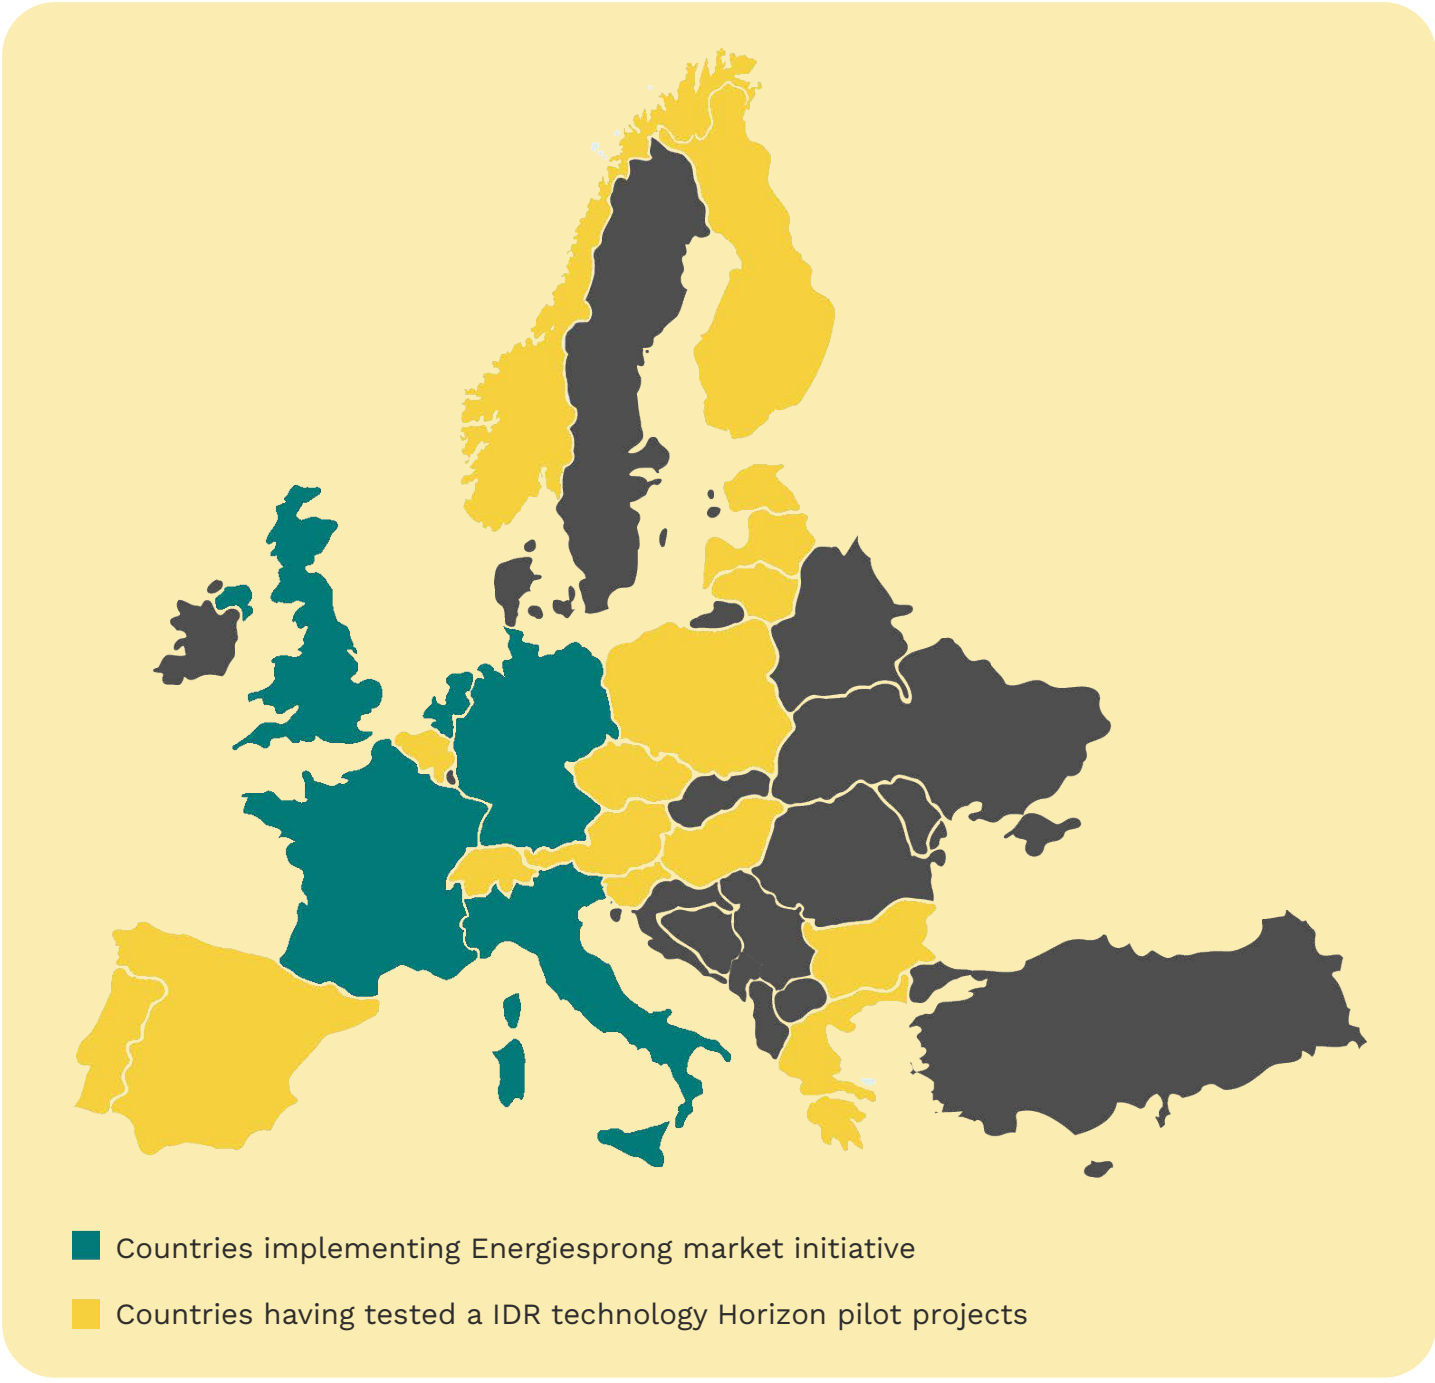 Countries implementing Energiesprong market initiative
Countries having tested a IDR technology Horizon pilot projects